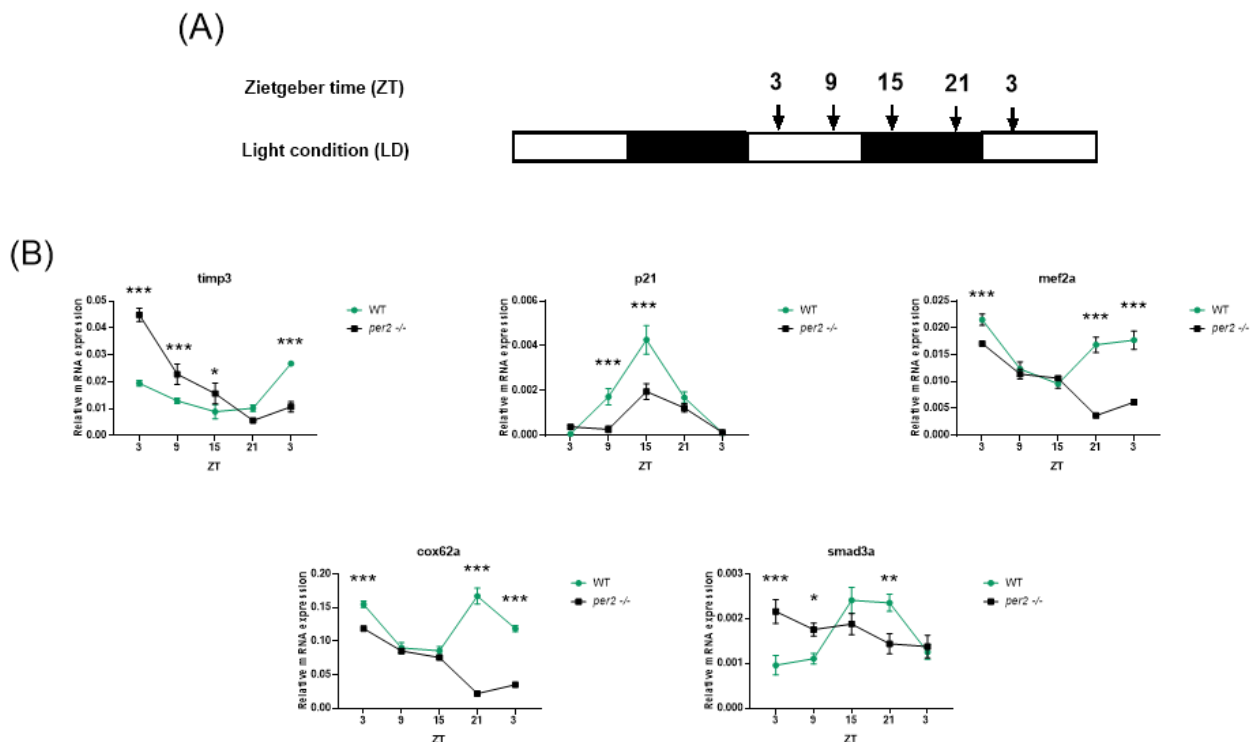 (A)
Zietgeber time (ZT) 3 9 15 21 3
Light condition (LD)
(B)
timp3
Relative mRNA expression
0.05
0.04
0.03
0.02
0.01
0.00
*** *** * ***
3 9 15 21 3
ZT
WT
per2 -/-
p21
Relative mRNA expression
0.006
0.004
0.002
0.000
*** ***
3 9 15 21 3
ZT
WT
per2 -/-
mef2a
Relative mRNA expression
0.025
0.020
0.015
0.010
0.005
0.000
*** *** ***
3 9 15 21 3
ZT
WT
per2 -/-
cox62a
Relative mRNA expression
0.20
0.15
0.10
0.05
0.00
*** *** ***
3 9 15 21 3
ZT
WT
per2 -/-
smad3a
Relative mRNA expression
0.003
0.002
0.001
0.000
*** * **
3 9 15 21 3
ZT
WT
per2 -/-